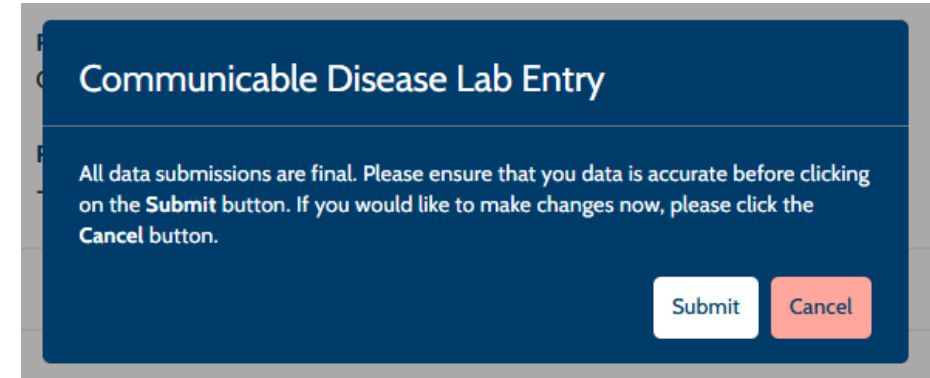 Communicable Disease Lab Entry
All data submissions are final. Please ensure that you data is accurate before clicking
on the Submit button. If you would like to make changes now, please click the
Cancel button.
Submit Cancel